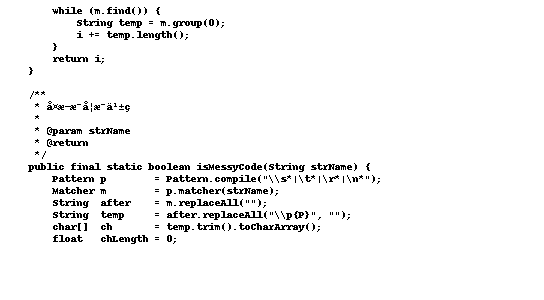 while (m.find()) {
String temp = m.group(0);
i += temp.length();
}
return i;
}
/**
*
*
* @param strName
* @return
*/
public final static boolean isMessyCode(String strName) {
Pattern p = Pattern.compile("\\s*|\t*|\r*|\n*");
Matcher m = p.matcher(strName);
String after = m.replaceAll("");
String temp = after.replaceAll("\\p{P}", "");
char[] ch = temp.trim().toCharArray();
float chLength = 0;